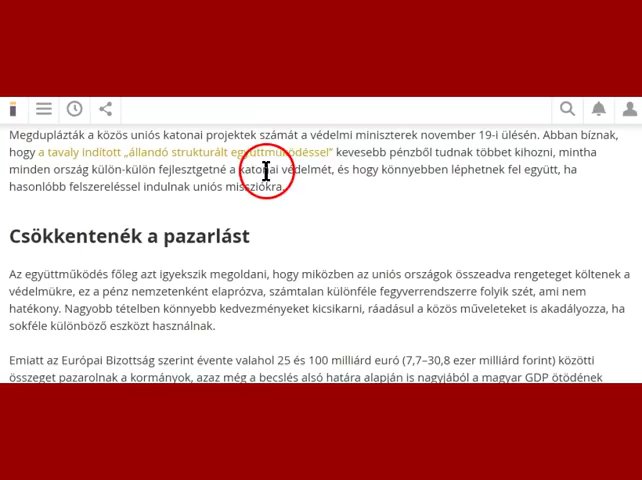 Megduplázták a közös uniós katonai projektek számát a védelmi miniszterek november 19-i ülésén. Abban bíznak,
hogy a tavaly indított „állandó strukturált együttműködéssel” kevesebb pénzből tudnak többet kihozni, mintha
minden ország külön-külön fejlesztgetné a katonai védelmét, és hogy könnyebben léphetnek fel együtt, ha
hasonlóbb felszereléssel indulnak uniós missziókra.
Csökkentenék a pazarlást
Az együttműködés főleg azt igyekszik megoldani, hogy miközben az uniós országok összeadva rengeteget költenek a
védelmükre, ez a pénz nemzetenként elaprózva, számtalan különféle fegyverrendszerre folyik szét, ami nem
hatékony. Nagyobb tételben könnyebb kedvezményeket kicsikarni, ráadásul a közös műveleteket is akadályozza, ha
sokféle különböző eszközt használnak.
Emiatt az Európai Bizottság szerint évente valahol 25 és 100 milliárd euró (7,7–30,8 ezer milliárd forint) közötti
összeget pazarolnak a kormányok, azaz még a becslés alsó határa alapján is nagyjából a magyar GDP ötödének